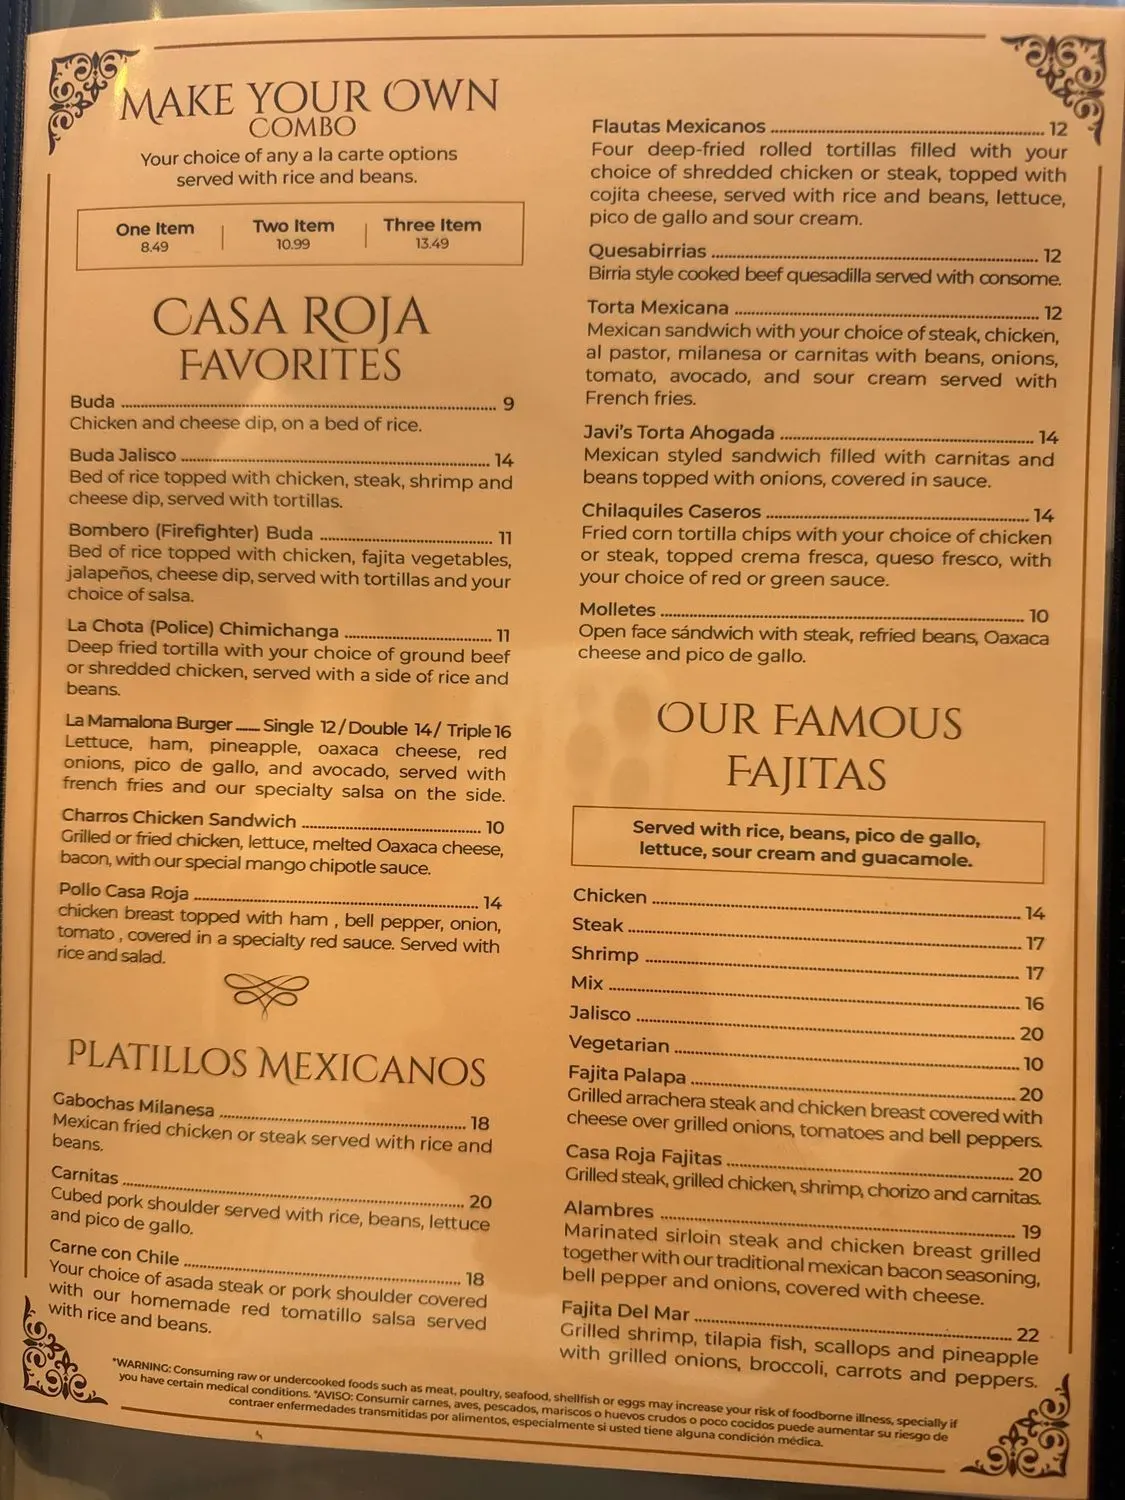 MAKE YOUR OWN
COMBO
Your choice of any a la carte options
served with rice and beans.
One Item | Two Item | Three Item
8.49 10.99 13.49
CASA ROJA
FAVORITES
Buda ........ 9
Chicken and cheese dip, on a bed of rice.
Buda Jalisco ........ 14
Bed of rice topped with chicken, steak, shrimp and
cheese dip, served with tortillas.
Bombero (Firefighter) Buda ........ 11
Bed of rice topped with chicken, fajita vegetables,
jalapeños, cheese dip, served with tortillas and your
choice of salsa.
La Chota (Police) Chimichanga ........ 11
Deep fried tortilla with your choice of ground beef
or shredded chicken, served with a side of rice and
beans.
La Mamalona Burger ........ Single 12/Double 14/ Triple 16
Lettuce, ham, pineapple, oaxaca cheese, red
onions, pico de gallo, and avocado, served with
french fries and our specialty salsa on the side.
Charros Chicken Sandwich ........ 10
Grilled or fried chicken, lettuce, melted Oaxaca cheese,
bacon, with our special mango chipotle sauce.
Pollo Casa Roja ........ 14
chicken breast topped with ham , bell pepper, onion,
tomato , covered in a specialty red sauce. Served with
rice and salad.
PLATILLOS MEXICANOS
Gabochas Milanesa ........ 18
Mexican fried chicken or steak served with rice and
beans.
Carnitas ........ 20
Cubed pork shoulder served with rice, beans, lettuce
and pico de gallo.
Carne con Chile ........ 18
Your choice of asada steak or pork shoulder covered
with our homemade red tomatillo salsa served
with rice and beans.
Flautas Mexicanos ........ 12
Four deep-fried rolled tortillas filled with your
choice of shredded chicken or steak, topped with
cojita cheese, served with rice and beans, lettuce,
pico de gallo and sour cream.
Quesabirrias ........ 12
Birria style cooked beef quesadilla served with consome.
Torta Mexicana ........ 12
Mexican sandwich with your choice of steak, chicken,
al pastor, milanesa or carnitas with beans, onions,
tomato, avocado, and sour cream served with
French fries.
Javi's Torta Ahogada ........ 14
Mexican styled sandwich filled with carnitas and
beans topped with onions, covered in sauce.
Chilaquiles Caseros ........ 14
Fried corn tortilla chips with your choice of chicken
or steak, topped crema fresca, queso fresco, with
your choice of red or green sauce.
Molletes ........ 10
Open face sándwich with steak, refried beans, Oaxaca
cheese and pico de gallo.
OUR FAMOUS
FAJITAS
Served with rice, beans, pico de gallo,
lettuce, sour cream and guacamole.
Chicken ........ 14
Steak ........ 17
Shrimp ........ 17
Mix ........ 16
Jalisco ........ 20
Vegetarian ........ 10
Fajita Palapa ........ 20
Grilled arrachera steak and chicken breast covered with
cheese over grilled onions, tomatoes and bell peppers.
Casa Roja Fajitas ........ 20
Grilled steak, grilled chicken, shrimp, chorizo and carnitas.
Alambres ........ 19
Marinated sirloin steak and chicken breast grilled
together with our traditional mexican bacon seasoning,
bell pepper and onions, covered with cheese.
Fajita Del Mar ........ 22
Grilled shrimp, tilapia fish, scallops and pineapple
with grilled onions, broccoli, carrots and peppers.
*WARNING: Consuming raw or undercooked foods such as meat, poultry, seafood, shellfish or eggs may increase your risk of foodborne illness, specially if
you have certain medical conditions. *AVISO: Consumir carnes, aves, pescados, mariscos o huevos crudos o poco cocidos puede aumentar su riesgo de
contraer enfermedades transmitidas por alimentos, especialmente si usted tiene alguna condición médica.